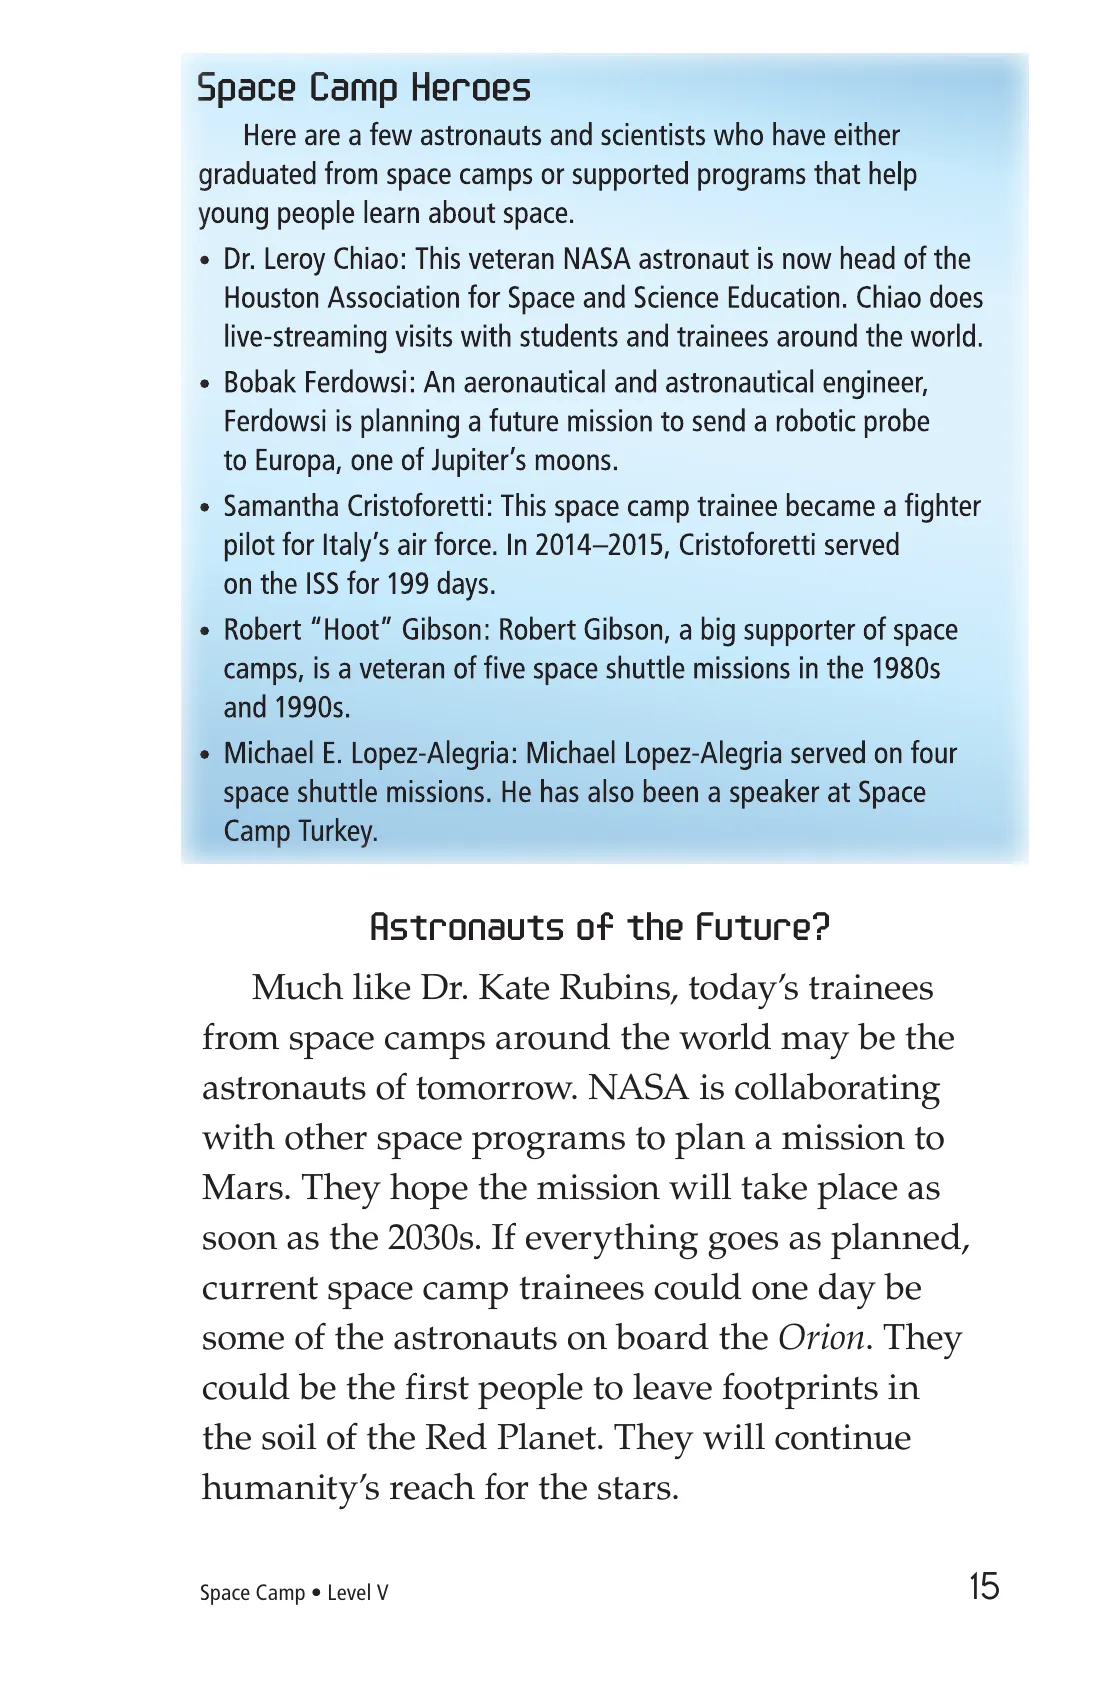 Space Camp Heroes
Here are a few astronauts and scientists who have either
graduated from space camps or supported programs that help
young people learn about space.
• Dr. Leroy Chiao: This veteran NASA astronaut is now head of the
Houston Association for Space and Science Education. Chiao does
live-streaming visits with students and trainees around the world.
• Bobak Ferdowsi: An aeronautical and astronautical engineer,
Ferdowsi is planning a future mission to send a robotic probe
to Europa, one of Jupiter’s moons.
• Samantha Cristoforetti: This space camp trainee became a fighter
pilot for Italy’s air force. In 2014–2015, Cristoforetti served
on the ISS for 199 days.
• Robert “Hoot” Gibson: Robert Gibson, a big supporter of space
camps, is a veteran of five space shuttle missions in the 1980s
and 1990s.
• Michael E. Lopez-Alegria: Michael Lopez-Alegria served on four
space shuttle missions. He has also been a speaker at Space
Camp Turkey.
Astronauts of the Future?
Much like Dr. Kate Rubins, today’s trainees
from space camps around the world may be the
astronauts of tomorrow. NASA is collaborating
with other space programs to plan a mission to
Mars. They hope the mission will take place as
soon as the 2030s. If everything goes as planned,
current space camp trainees could one day be
some of the astronauts on board the Orion. They
could be the first people to leave footprints in
the soil of the Red Planet. They will continue
humanity’s reach for the stars.
Space Camp • Level V
15